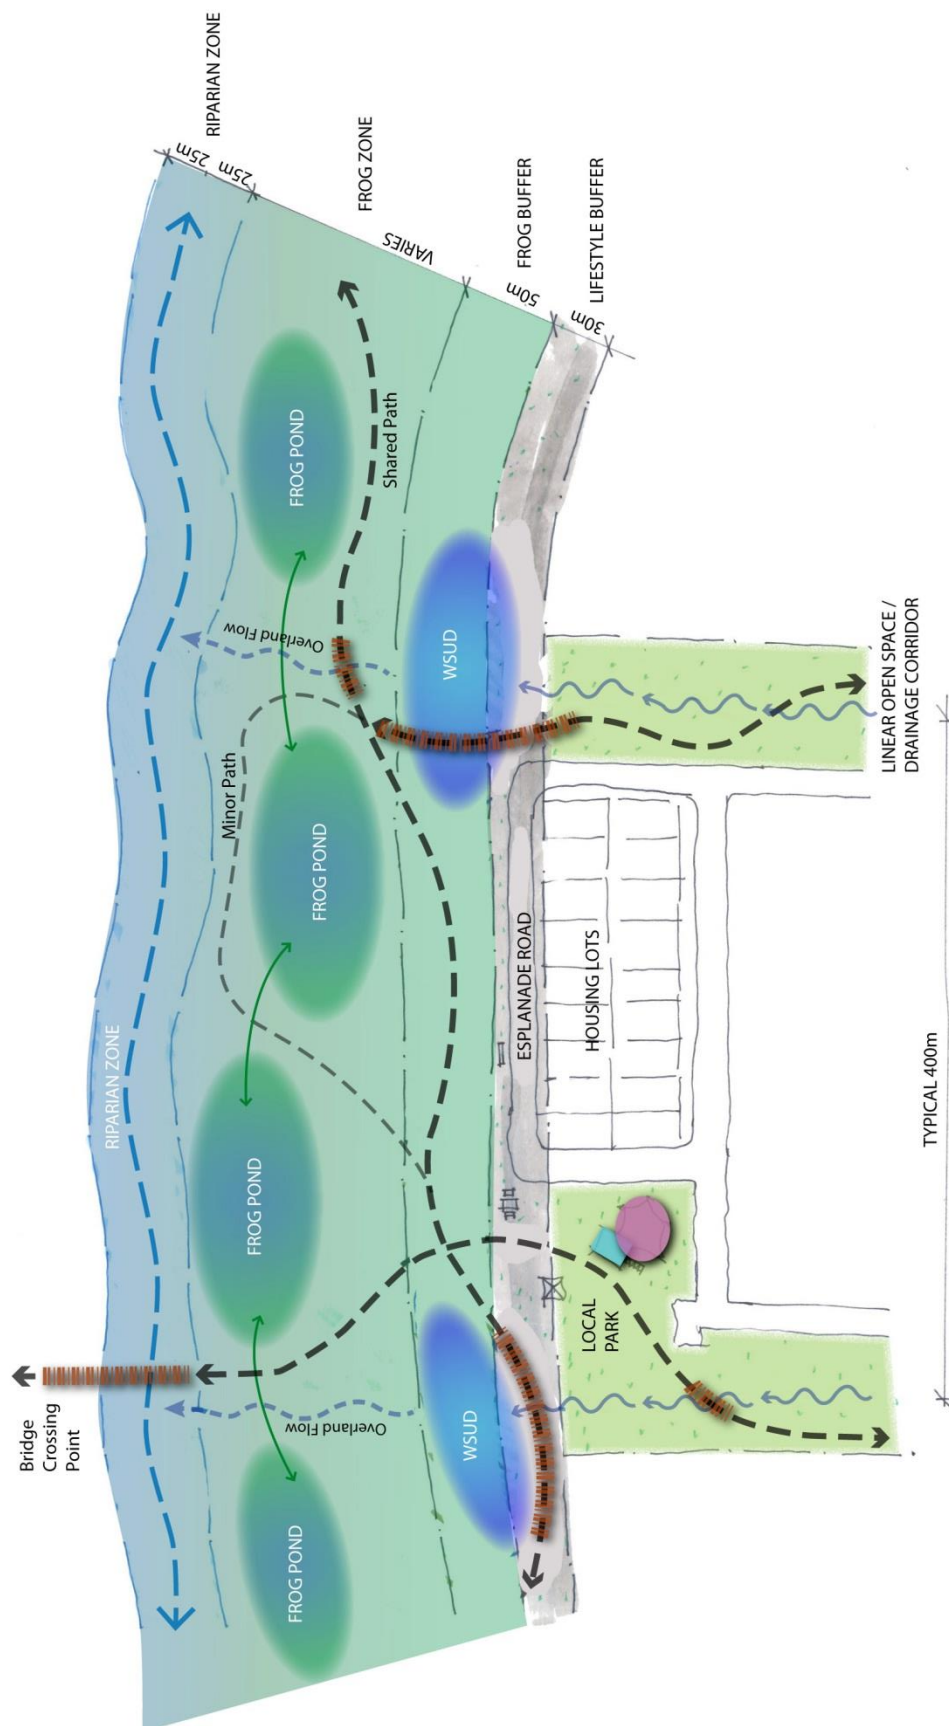 Bridge
Crossing
Point
RIPARIAN ZONE
25m
RIPARIAN ZONE
25m
FROG POND
FROG POND
FROG POND
FROG POND
Minor Path
Overland Flow
Overland Flow
FROG ZONE
VARIES
Shared Path
WSUD
WSUD
FROG BUFFER
50m
ESPLANADE ROAD
LIFESTYLE BUFFER
30m
HOUSING LOTS
LOCAL
PARK
LINEAR OPEN SPACE /
DRAINAGE CORRIDOR
TYPICAL 400m